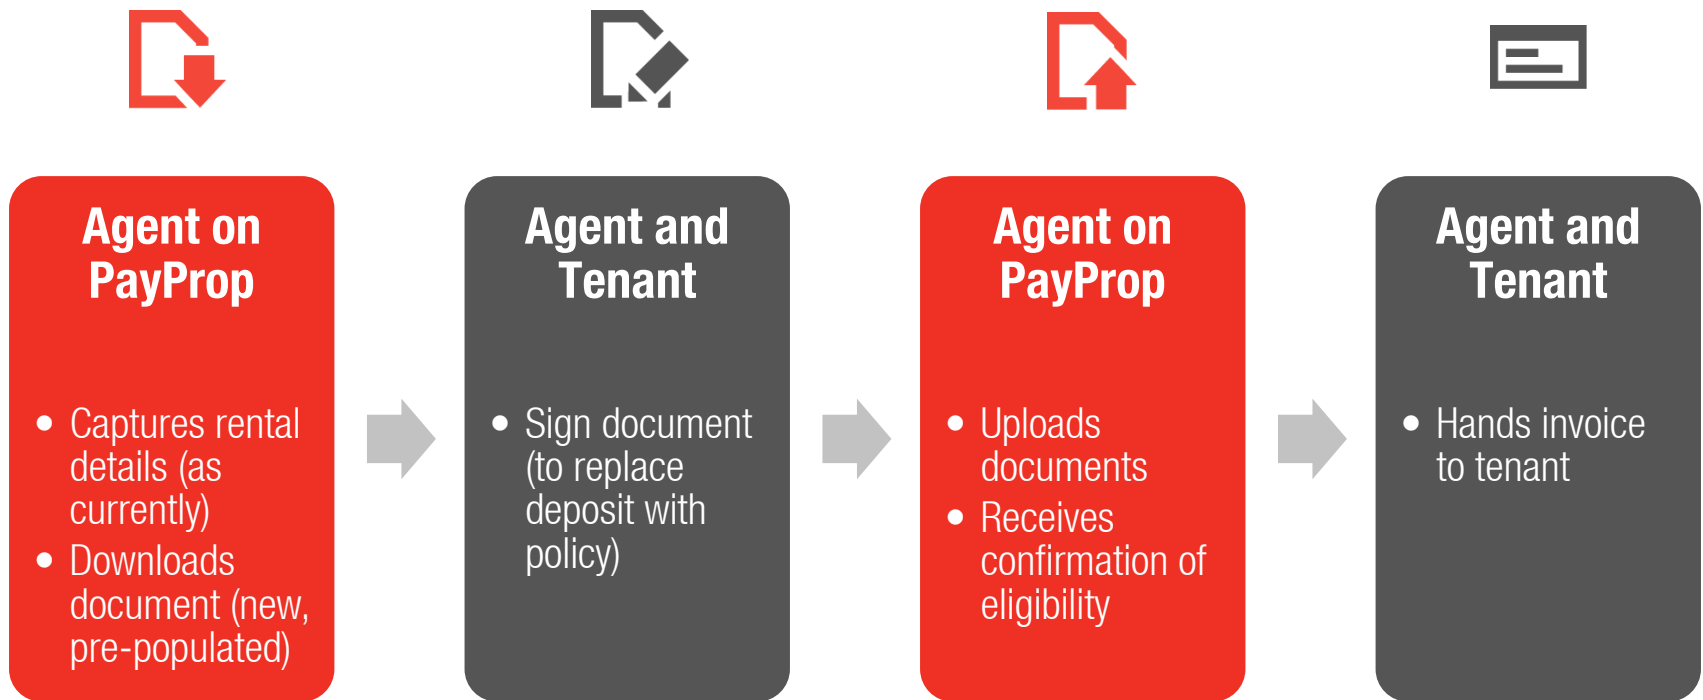 Agent on
PayProp
• Captures rental
details (as
currently)
• Downloads
document (new,
pre-populated)
Agent and
Tenant
• Sign document
(to replace
deposit with
policy)
Agent on
PayProp
• Uploads
documents
• Receives
confirmation of
eligibility
Agent and
Tenant
• Hands invoice
to tenant